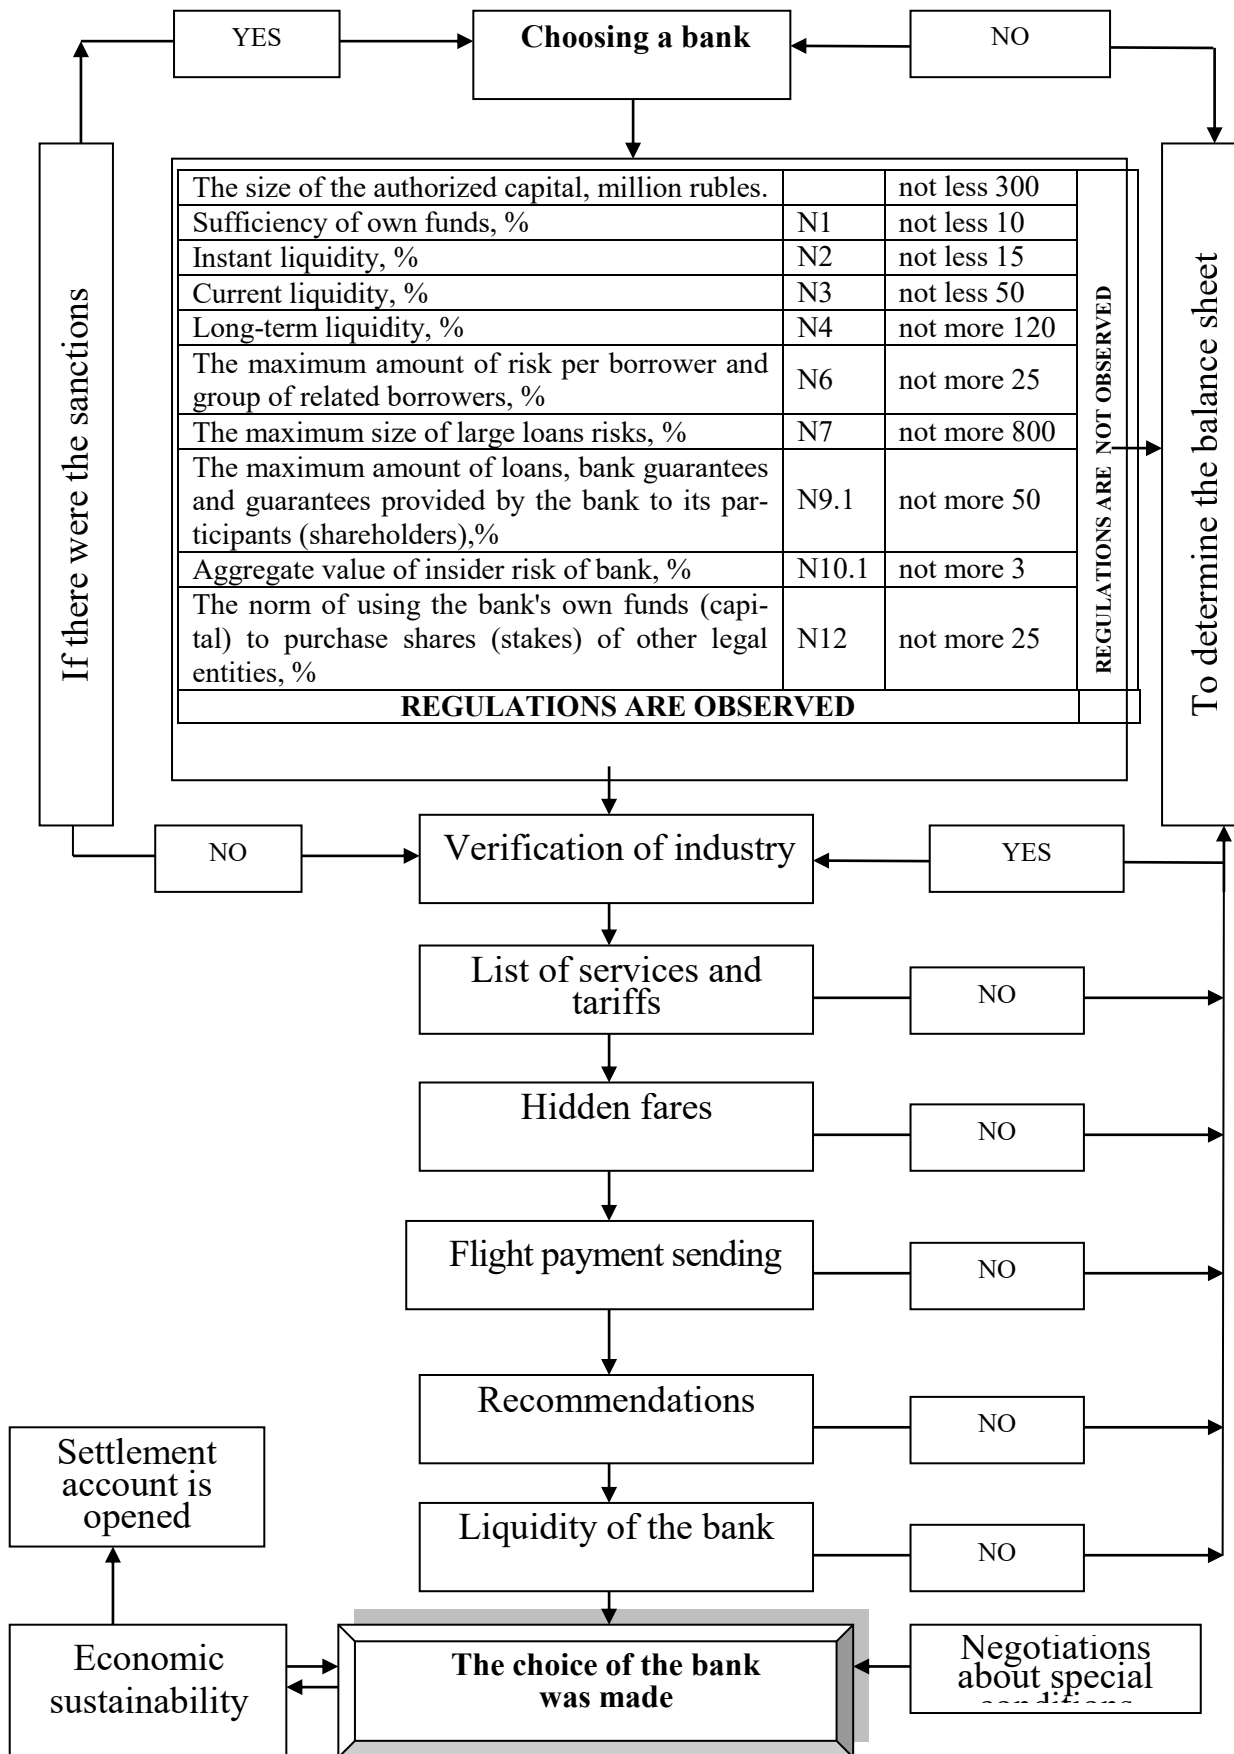 YES
Choosing a bank
NO
If there were the sanctions
The size of the authorized capital, million rubles. not less 300
Sufficiency of own funds, % N1 not less 10
Instant liquidity, % N2 not less 15
Current liquidity, % N3 not less 50
Long-term liquidity, % N4 not more 120
The maximum amount of risk per borrower and
group of related borrowers, % N6 not more 25
The maximum size of large loans risks, % N7 not more 800
The maximum amount of loans, bank guarantees
and guarantees provided by the bank to its par-
ticipants (shareholders),% N9.1 not more 50
Aggregate value of insider risk of bank, % N10.1 not more 3
The norm of using the bank's own funds (capi-
tal) to purchase shares (stakes) of other legal
entities, % N12 not more 25
REGULATIONS ARE NOT OBSERVED
REGULATIONS ARE OBSERVED
To determine the balance sheet
NO
Verification of industry
YES
List of services and
tariffs
NO
Hidden fares
NO
Flight payment sending
NO
Recommendations
NO
Settlement
account is
opened
Liquidity of the bank
NO
Economic
sustainability
The choice of the bank
was made
Negotiations
about special
conditions